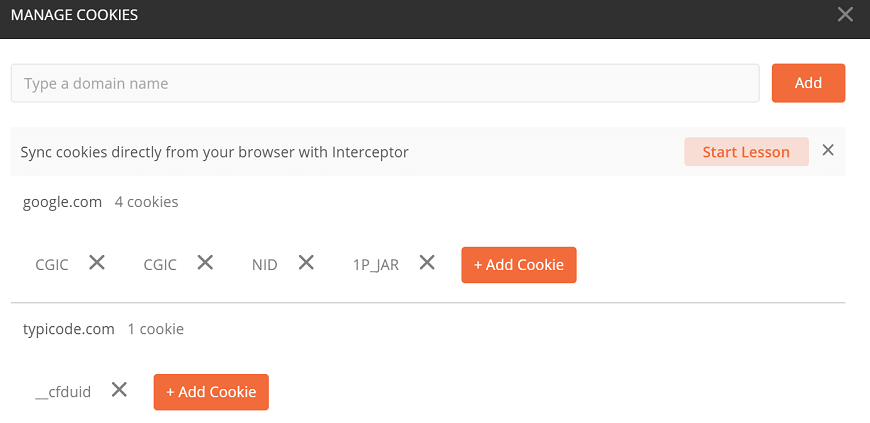 MANAGE COOKIES
Type a domain name
Add
Sync cookies directly from your browser with Interceptor
Start Lesson
google.com 4 cookies
CGIC CGIC NID 1P_JAR + Add Cookie
typicode.com 1 cookie
__cfduid + Add Cookie